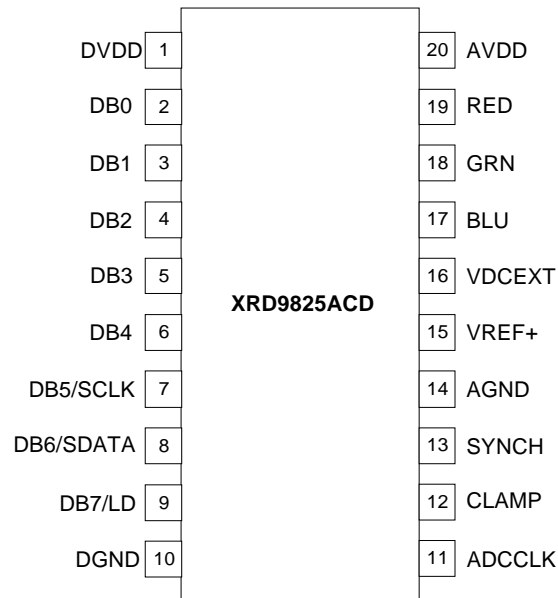 DVDD 1 20 AVDD
DB0 2 19 RED
DB1 3 18 GRN
DB2 4 17 BLU
DB3 5 16 VDCEXT
XRD9825ACD
DB4 6 15 VREF+
DB5/SCLK 7 14 AGND
DB6/SDATA 8 13 SYNCH
DB7/LD 9 12 CLAMP
DGND 10 11 ADCCLK